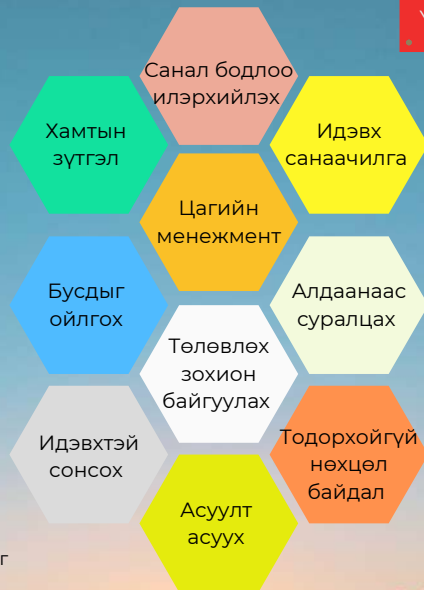 Санал бодлоо
илэрхийлэх
Хамтын
зүтгэл
Идэвх
санаачилга
Цагийн
менежмент
Бусдыг
ойлгох
Алдаанаас
суралцах
Төлөвлөх
зохион
байгуулах
Идэвхтэй
сонсох
Тодорхойгүй
нөхцөл
байдал
Асуулт
асуух
г